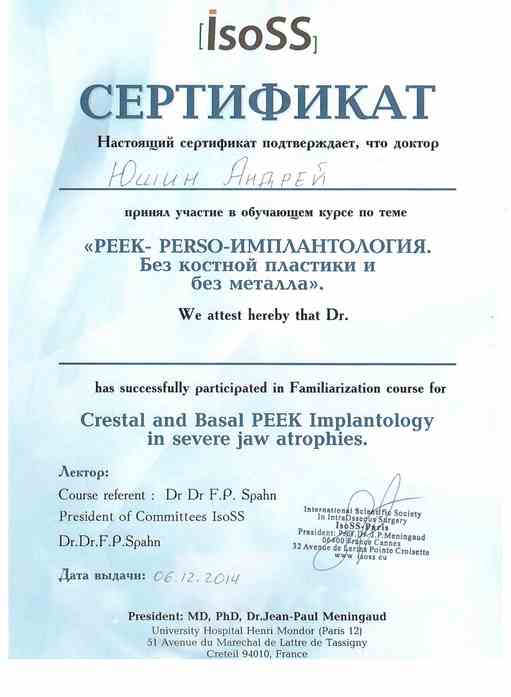 [İsoSS]
СЕРТИФИКАТ
Настоящий сертификат подтверждает, что доктор
Юшин Андрей
принял участие в обучающем курсе по теме
«PEEK- PERSO-ИМПЛАНТОЛОГИЯ.
Без костной пластики и
без металла».
We attest hereby that Dr.
has successfully participated in Familiarization course for
Crestal and Basal PEEK Implantology
in severe jaw atrophies.
Лектор:
Course referent : Dr Dr F.P. Spahn
President of Committees IsoSS
Dr.Dr.F.P.Spahn
International Scientific Society
In IntraOsseous Surgery
IsoSS-Paris
President: Prof.Dr.J.P.Meningaud
06400 France Cannes
32 Avenue de Lerins Pointe Croisette
www isoss eu
Дата выдачи: 06.12.2014
President: MD, PhD, Dr.Jean-Paul Meningaud
University Hospital Henri Mondor (Paris 12)
51 Avenue du Marechal de Lattre de Tassigny
Creteil 94010, France